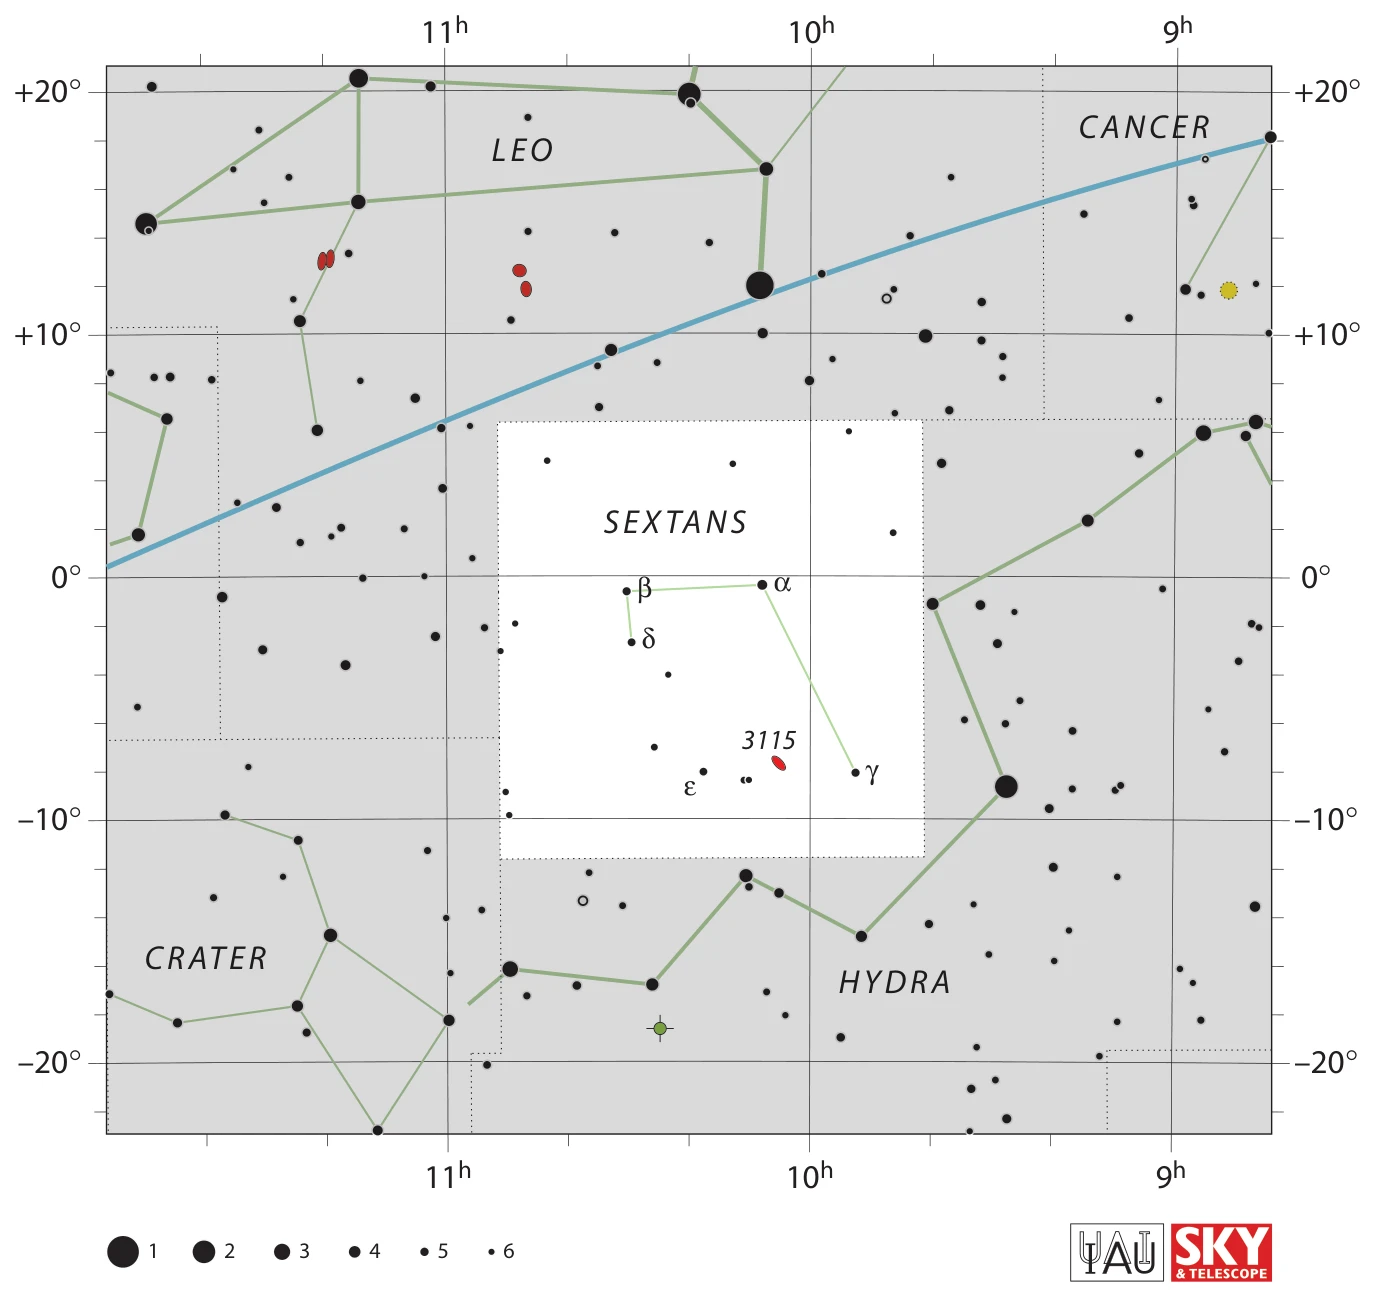 11h 10h 9h
+20° +20°
CANCER
LEO
+10° +10°
SEXTANS
0° β α 0°
δ
3115
ε γ
–10° –10°
CRATER
HYDRA
–20° –20°
11h 10h 9h
1 2 3 4 5 6
IAU SKY
& TELESCOPE